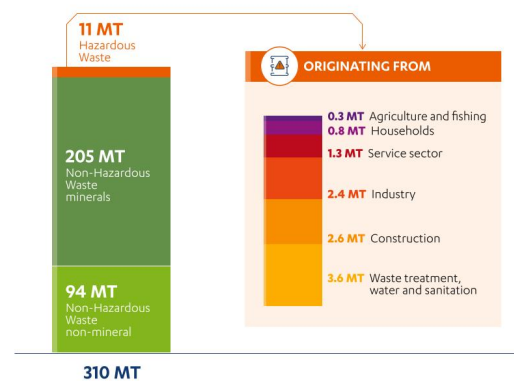 11 MT
Hazardous
Waste
ORIGINATING FROM
0.3 MT Agriculture and fishing
0.8 MT Households
1.3 MT Service sector
2.4 MT Industry
2.6 MT Construction
3.6 MT Waste treatment,
water and sanitation
205 MT
Non-Hazardous
Waste
minerals
94 MT
Non-Hazardous
Waste
non-mineral
310 MT